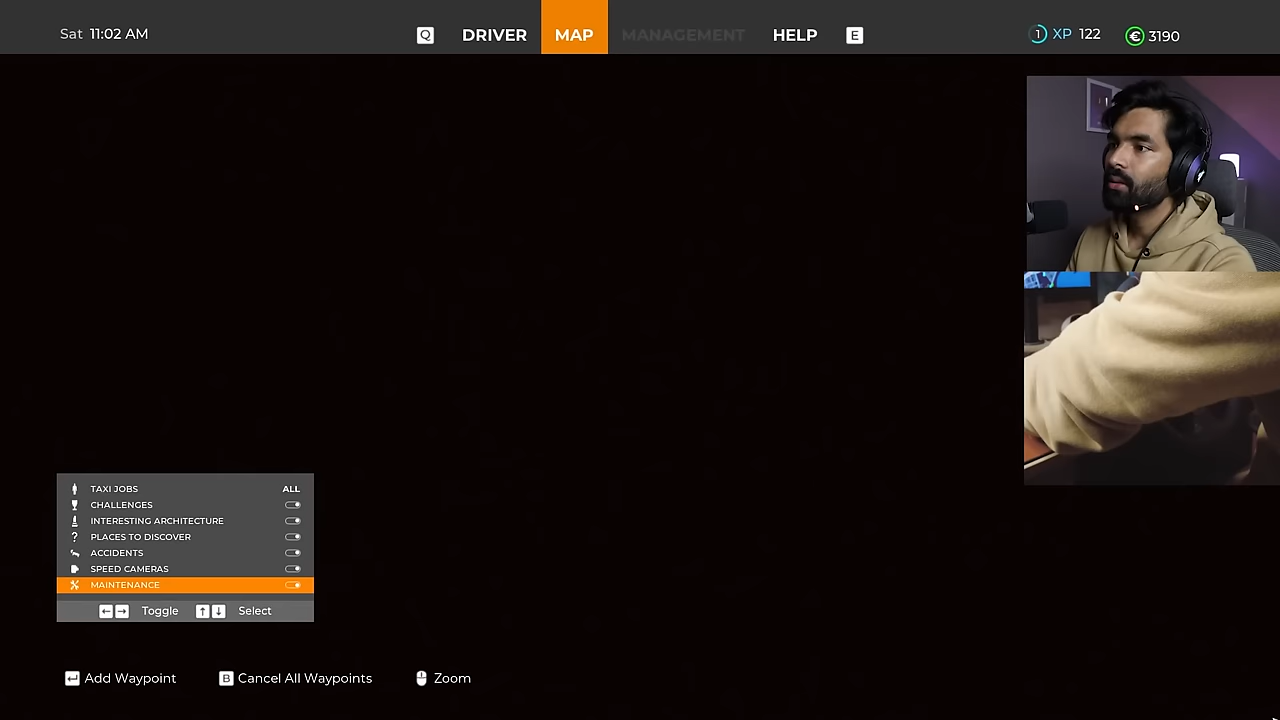 Sat 11:02 AM
Q DRIVER MAP MANAGEMENT HELP E
1 XP 122 € 3190
TAXI JOBS ALL
CHALLENGES
INTERESTING ARCHITECTURE
? PLACES TO DISCOVER
ACCIDENTS
SPEED CAMERAS
MAINTENANCE
←→ Toggle ↑↓ Select
↵ Add Waypoint B Cancel All Waypoints Zoom